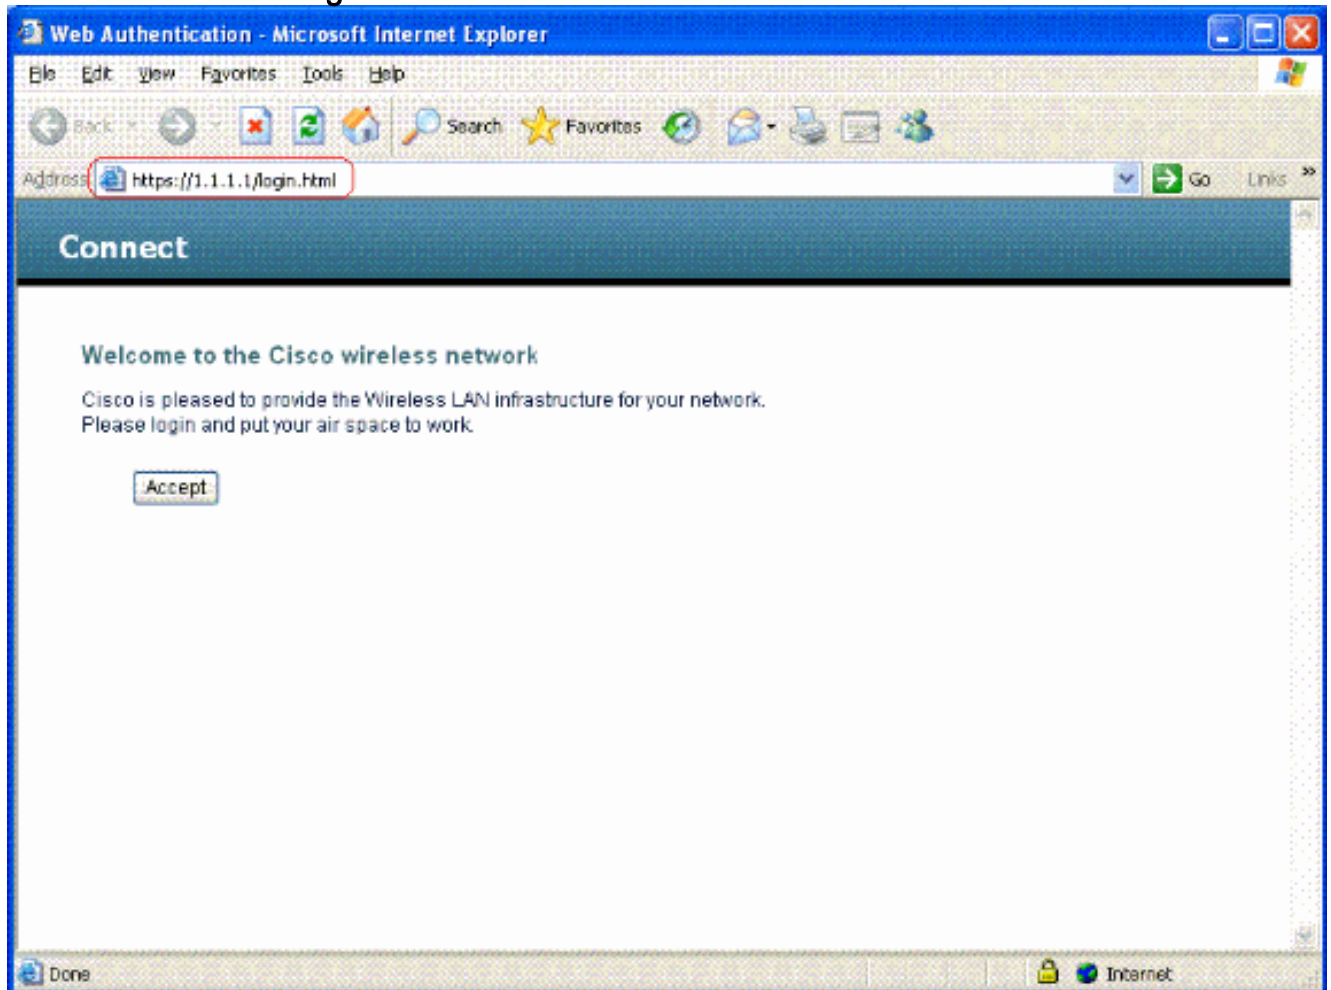 Web Authentication - Microsoft Internet Explorer
File Edit View Favorites Tools Help
Back Search Favorites
Address https://1.1.1.1/login.html Go Links »
Connect
Welcome to the Cisco wireless network
Cisco is pleased to provide the Wireless LAN infrastructure for your network.
Please login and put your air space to work.
Accept
Done Internet